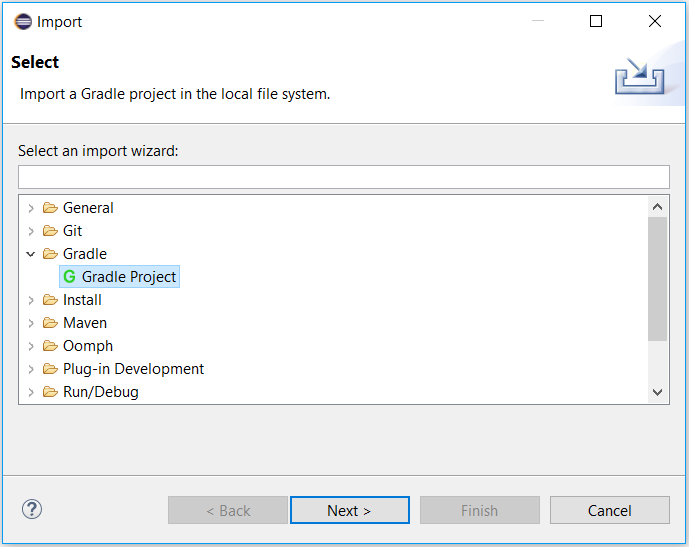 Import
Select
Import a Gradle project in the local file system.
Select an import wizard:
General
Git
Gradle
G Gradle Project
Install
Maven
Oomph
Plug-in Development
Run/Debug
? < Back Next > Finish Cancel